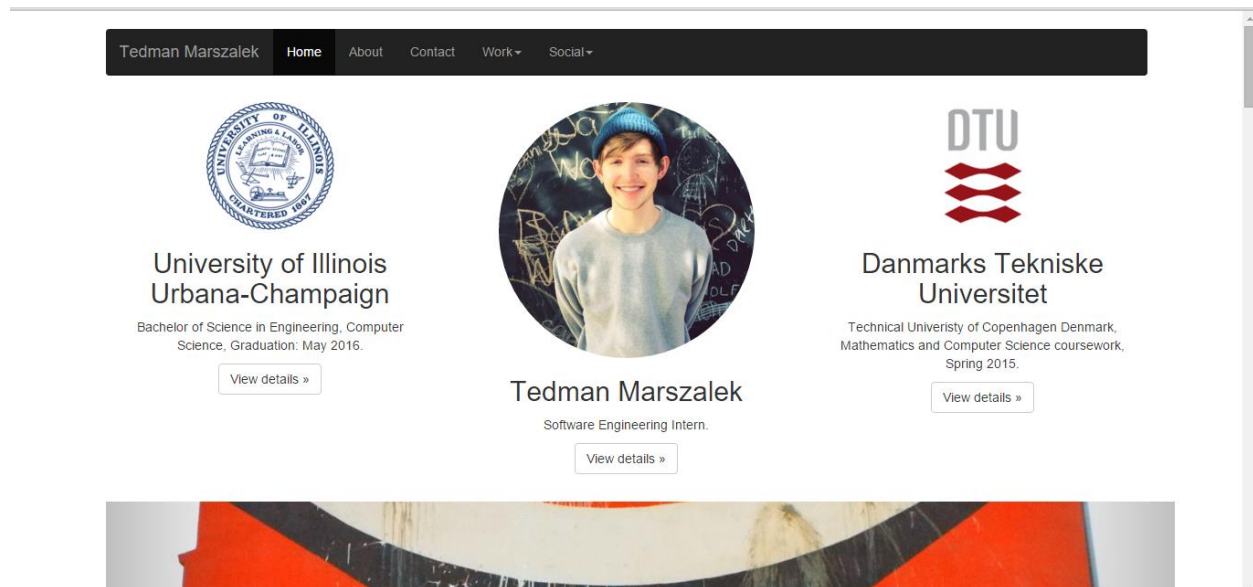 Tedman Marszalek Home About Contact Work Social
UNIVERSITY OF ILLINOIS
LEARNING & LABOR
CHARTERED 1867
University of Illinois
Urbana-Champaign
Bachelor of Science in Engineering, Computer
Science, Graduation: May 2016.
View details »
Tedman Marszalek
Software Engineering Intern.
View details »
DTU
Danmarks Tekniske
Universitet
Technical Univeristy of Copenhagen Denmark,
Mathematics and Computer Science coursework,
Spring 2015.
View details »